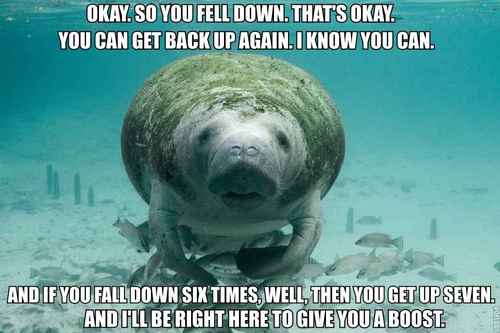 OKAY. SO YOU FELL DOWN. THAT'S OKAY.
YOU CAN GET BACK UP AGAIN. I KNOW YOU CAN.
AND IF YOU FALL DOWN SIX TIMES, WELL, THEN YOU GET UP SEVEN.
AND I'LL BE RIGHT HERE TO GIVE YOU A BOOST.